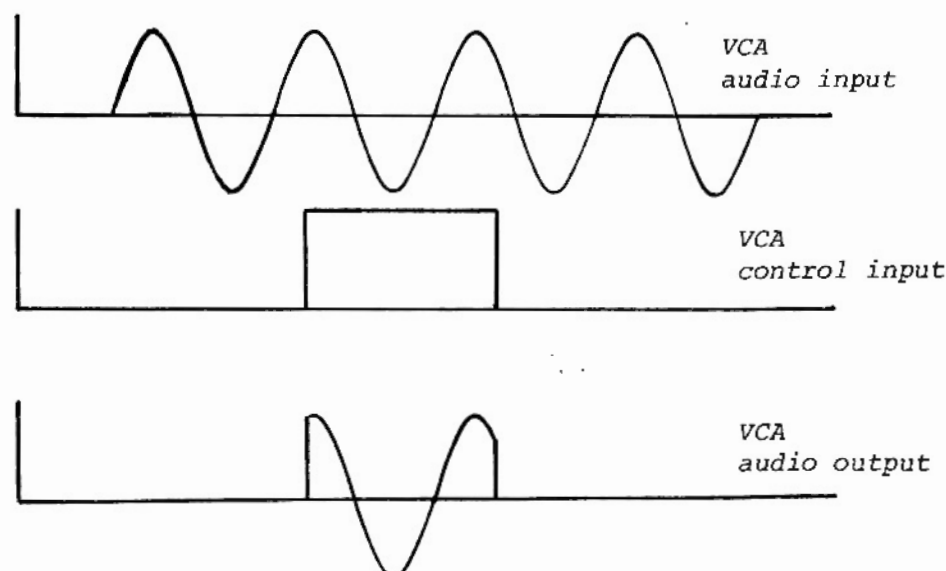 VCA
audio input
VCA
control input
VCA
audio output